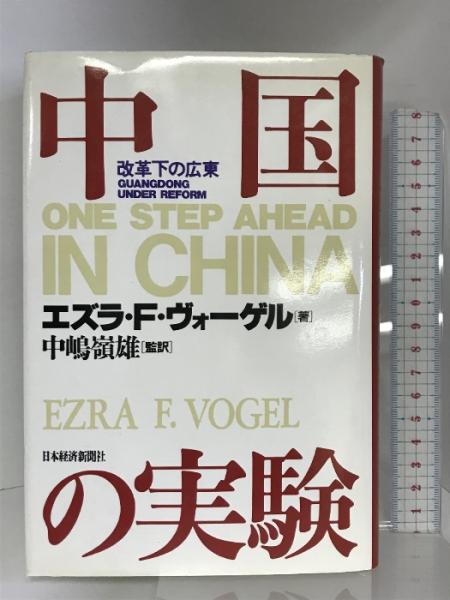 中国
改革下の広東
GUANGDONG
UNDER REFORM
ONE STEP AHEAD
IN CHINA
エズラ・F・ヴォーゲル[著]
中嶋嶺雄[監訳]
EZRA F. VOGEL
日本経済新聞社
の実験